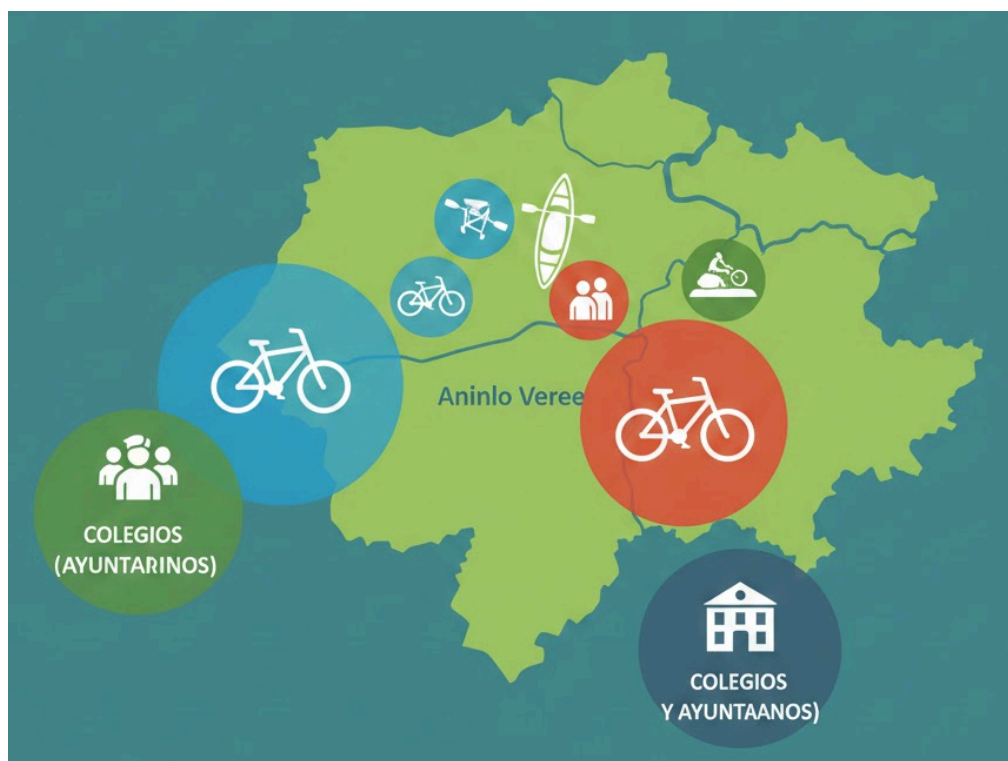 Aninlo Veree
COLEGIOS
(AYUNTARINOS)
COLEGIOS
Y AYUNTAANOS)